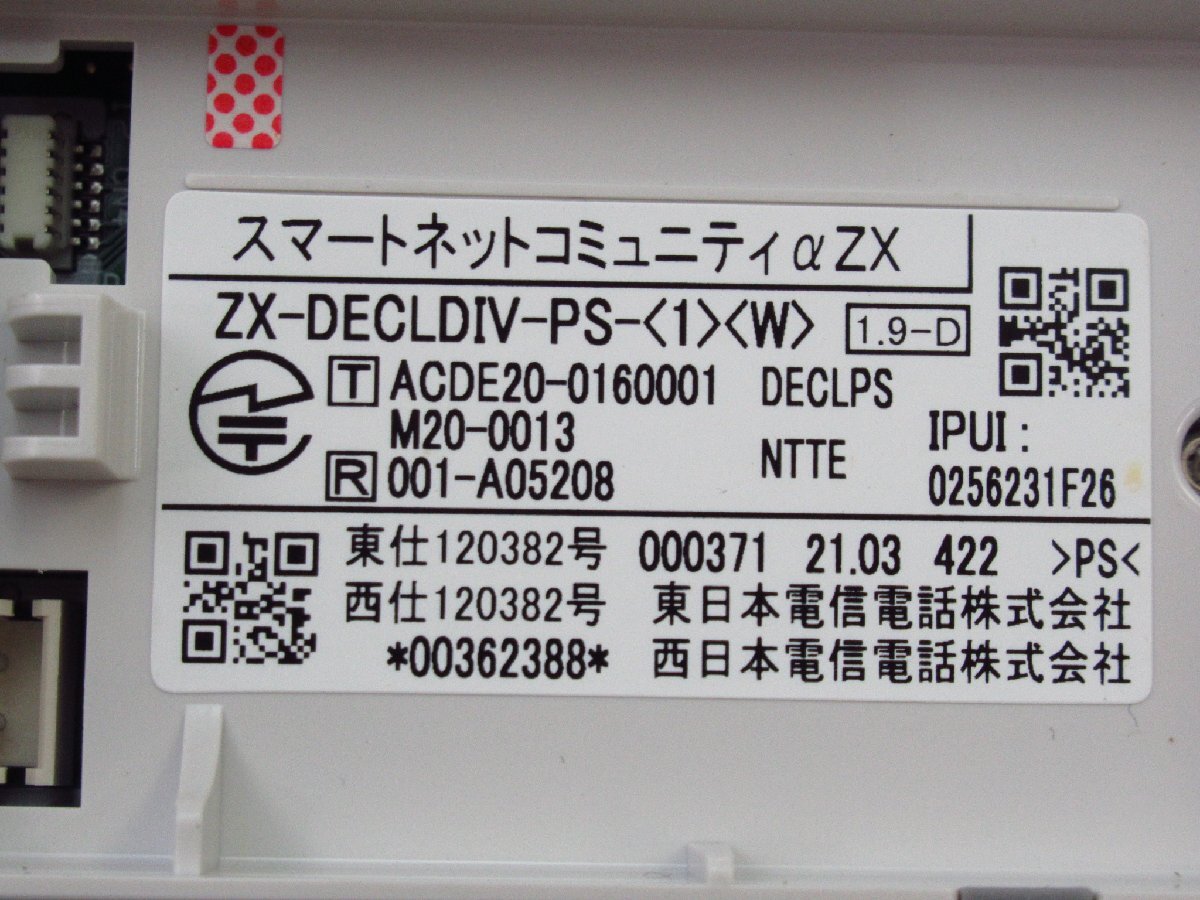 スマートネットコミュニティαZX
ZX-DECLDIV-PS-<1><W> 1.9-D
T ACDE20-0160001 DECLPS
M20-0013 NTTE IPUI:
R 001-A05208 0256231F26
東仕120382号 000371 21.03 422 >PS<
西仕120382号 東日本電信電話株式会社
*00362388* 西日本電信電話株式会社